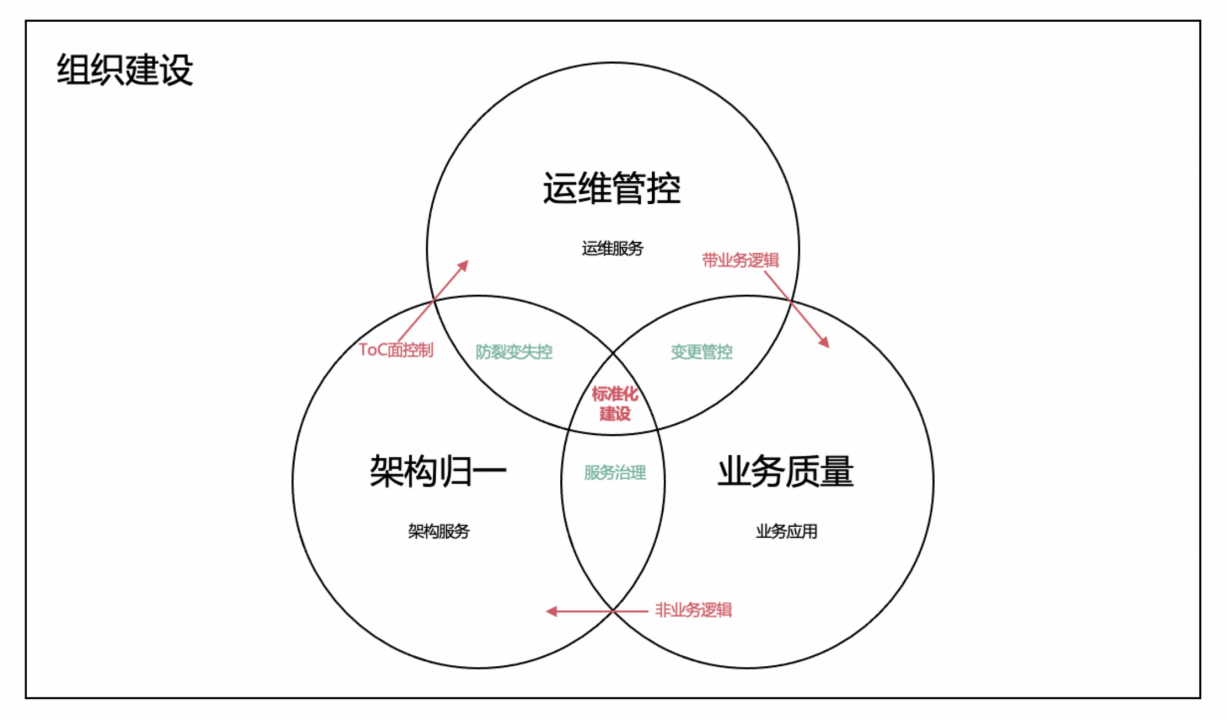 组织建设
运维管控
运维服务
带业务逻辑
ToC面控制
防裂变失控
变更管控
标准化
建设
架构归一
服务治理
业务质量
架构服务
业务应用
非业务逻辑